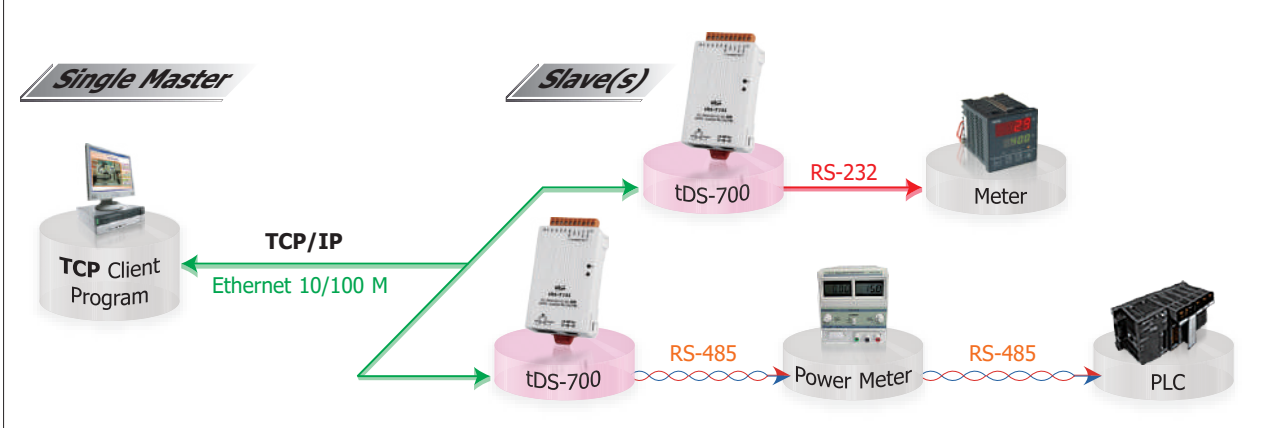 Single Master
Slave(s)
tDS-700
RS-232
Meter
TCP/IP
Ethernet 10/100 M
TCP Client
Program
tDS-700
RS-485
Power Meter
RS-485
PLC